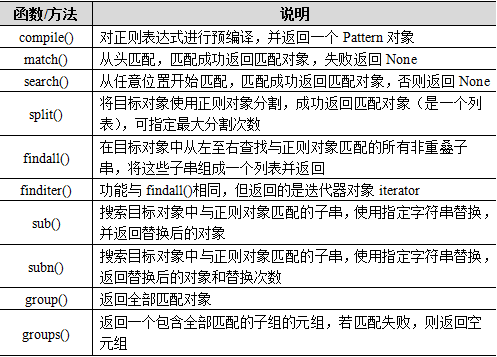 函数/方法 说明
compile() 对正则表达式进行预编译，并返回一个 Pattern 对象
match() 从头匹配，匹配成功返回匹配对象，失败返回 None
search() 从任意位置开始匹配，匹配成功返回匹配对象，否则返回 None
split() 将目标对象使用正则对象分割，成功返回匹配对象（是一个列
表），可指定最大分割次数
findall() 在目标对象中从左至右查找与正则对象匹配的所有非重叠子
串，将这些子串组成一个列表并返回
finditer() 功能与 findall()相同，但返回的是迭代器对象 iterator
sub() 搜索目标对象中与正则对象匹配的子串，使用指定字符串替换，
并返回替换后的对象
subn() 搜索目标对象中与正则对象匹配的子串，使用指定字符串替换，
返回替换后的对象和替换次数
group() 返回全部匹配对象
groups() 返回一个包含全部匹配的子组的元组，若匹配失败，则返回空
元组